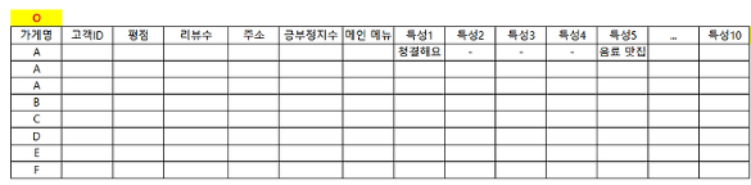 O
가게명 고객ID 평점 리뷰수 주소 긍부정지수 메인 메뉴 특성1 특성2 특성3 특성4 특성5 ... 특성10
A 청결해요 - - - 음료 맛집
A
A
B
C
D
E
F